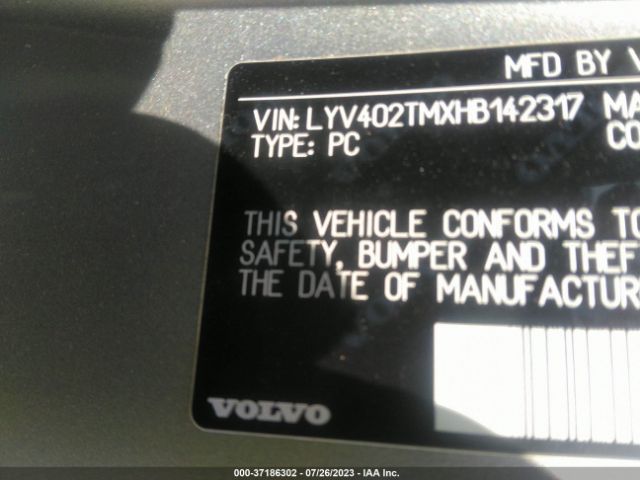 MFD BY V
VIN: LYV402TMXHB142317 MA
TYPE: PC CO
THIS VEHICLE CONFORMS TO
SAFETY, BUMPER AND THEF
THE DATE OF MANUFACTUR
VOLVO
000-37186302 / 07/26/2023 - IAA Inc.